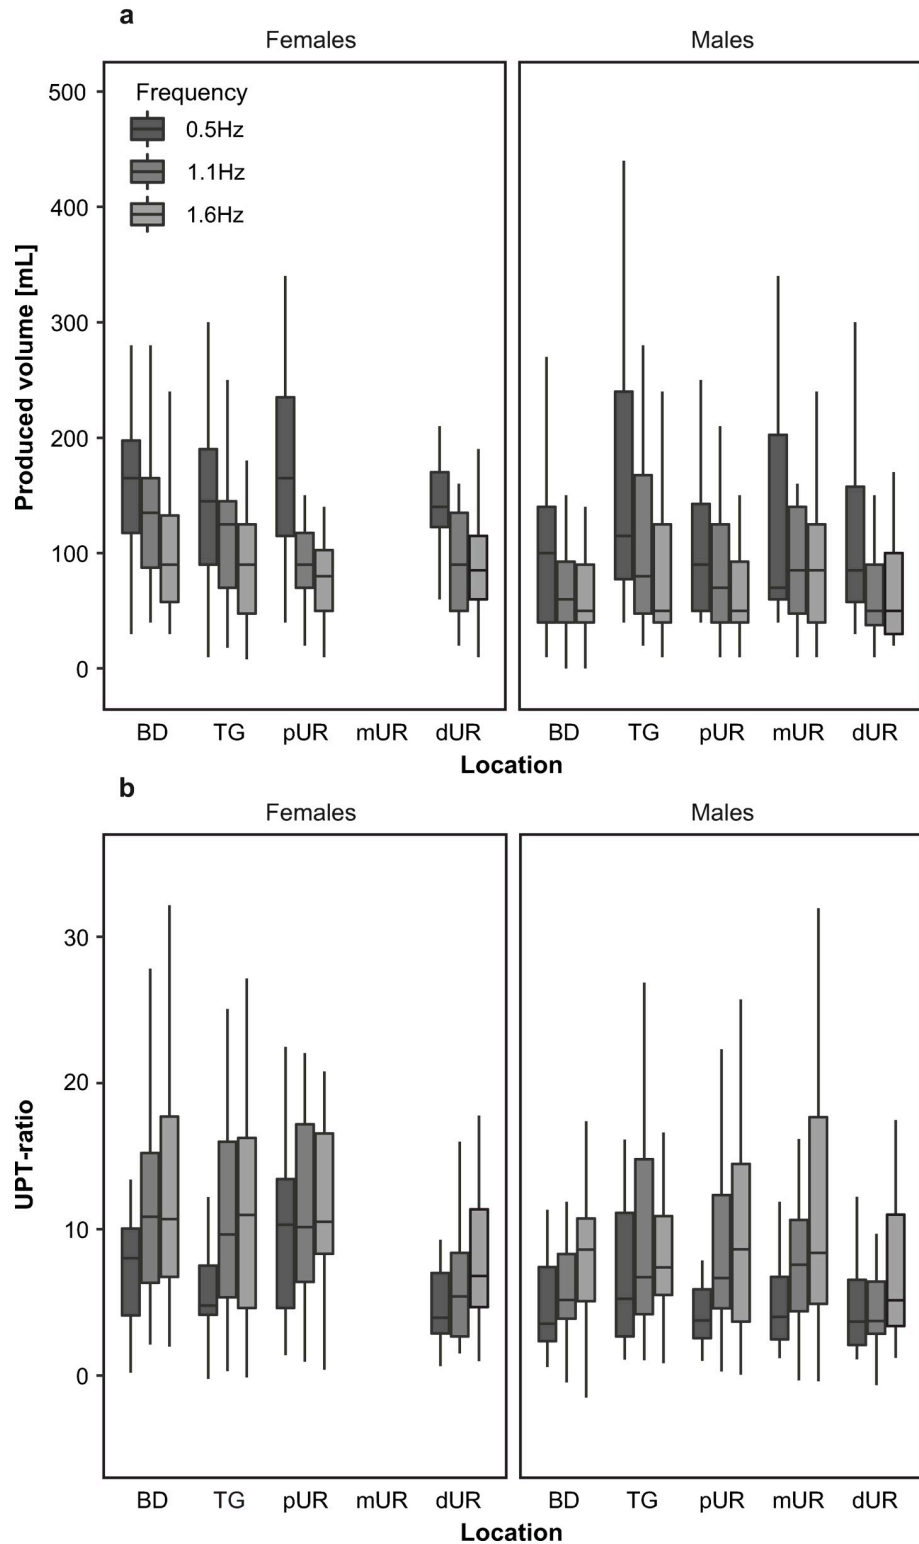 a
Females Males
Frequency
0.5Hz
1.1Hz
1.6Hz
Produced volume [mL]
500
400
300
200
100
0
BD TG pUR mUR dUR BD TG pUR mUR dUR
Location
b
Females Males
UPT-ratio
30
20
10
0
BD TG pUR mUR dUR BD TG pUR mUR dUR
Location